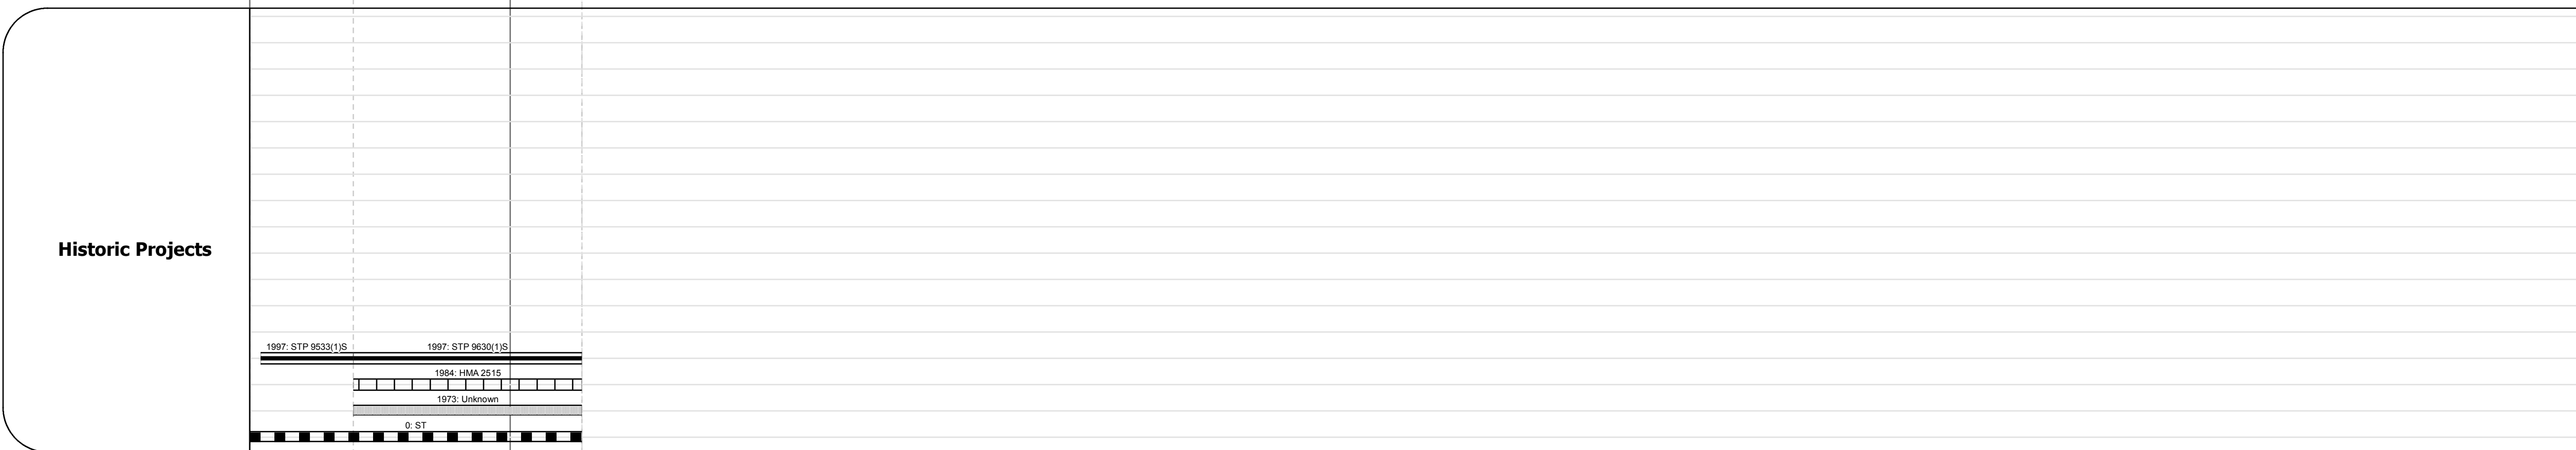 Historic Projects
1997: STP 9533(1)S 1997: STP 9630(1)S
1984: HMA 2515
1973: Unknown
0: ST